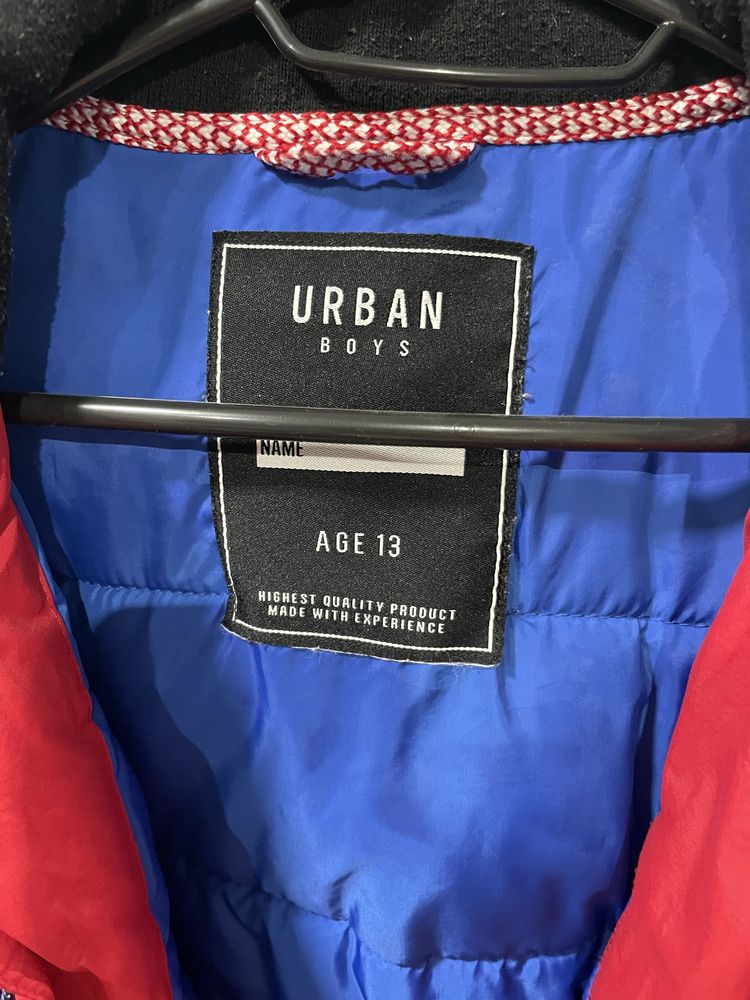 URBAN
BOYS
NAME
AGE 13
HIGHEST QUALITY PRODUCT
MADE WITH EXPERIENCE